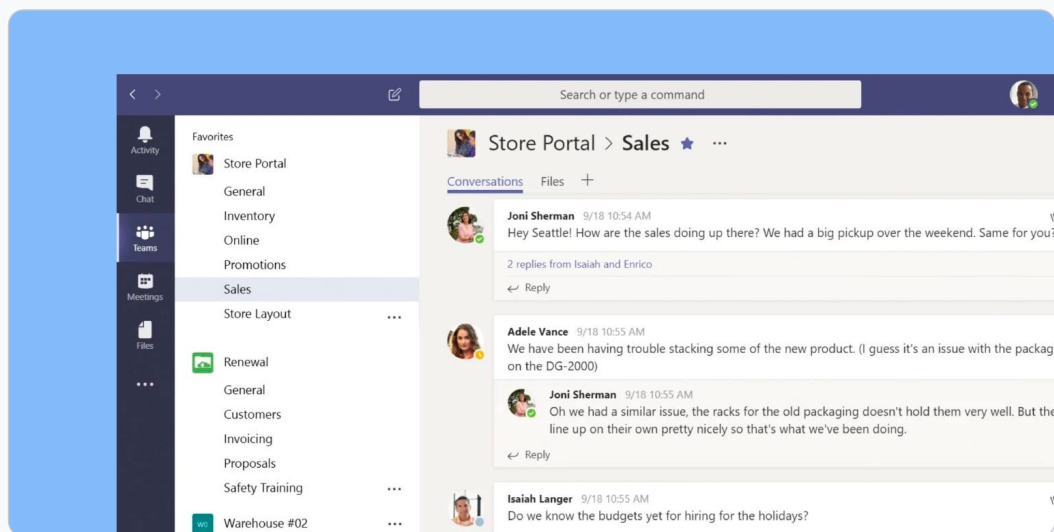 Search or type a command
Activity
Chat
Teams
Meetings
Files
Favorites
Store Portal
General
Inventory
Online
Promotions
Sales
Store Layout
Renewal
General
Customers
Invoicing
Proposals
Safety Training
WO
Warehouse #02
Store Portal > Sales
Conversations Files
Joni Sherman 9/18 10:54 AM
Hey Seattle! How are the sales doing up there? We had a big pickup over the weekend. Same for you?
2 replies from Isaiah and Enrico
Reply
Adele Vance 9/18 10:55 AM
We have been having trouble stacking some of the new product. (I guess it's an issue with the packag
on the DG-2000)
Joni Sherman 9/18 10:55 AM
Oh we had a similar issue, the racks for the old packaging doesn't hold them very well. But the
line up on their own pretty nicely so that's what we've been doing.
Reply
Isaiah Langer 9/18 10:55 AM
Do we know the budgets yet for hiring for the holidays?